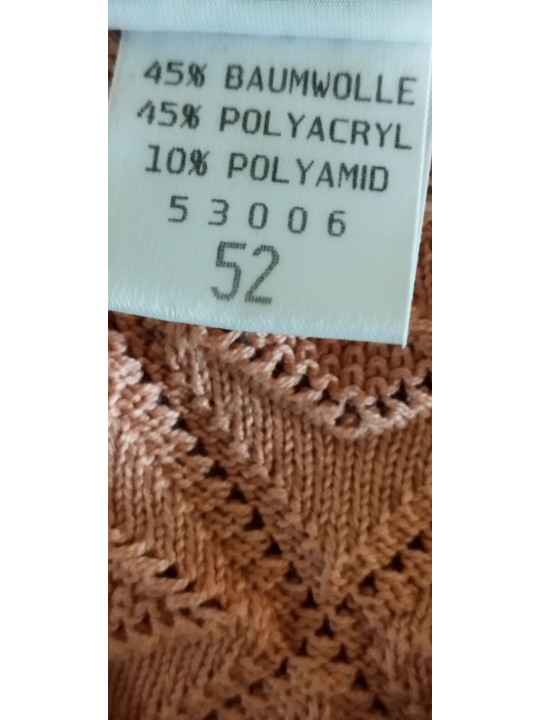 45% BAUMWOLLE
45% POLYACRYL
10% POLYAMID
53006
52